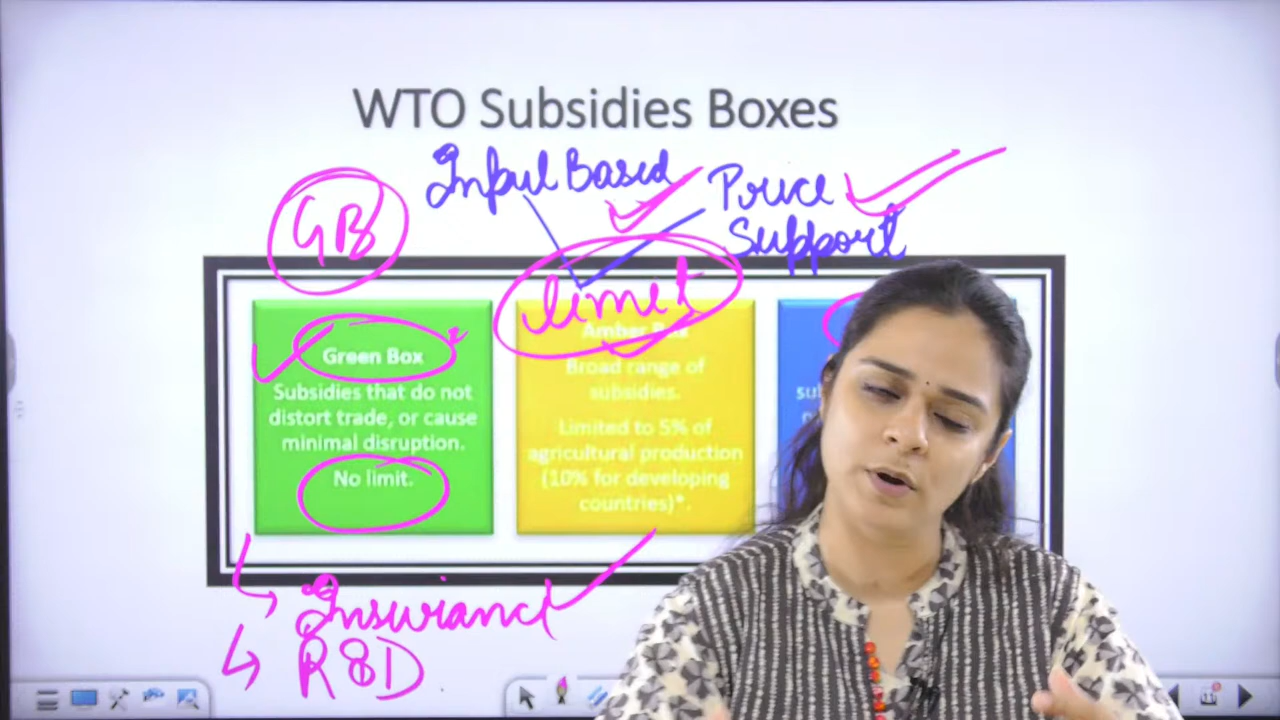 WTO Subsidies Boxes
Input Based
Price
Support
GB
limit
Green Box
Subsidies that do not
distort trade, or cause
minimal disruption.
No limit.
Amber
Broad range of
subsidies.
Limited to 5% of
agricultural production
(10% for developing
countries)*.
Insurance
R&D
11